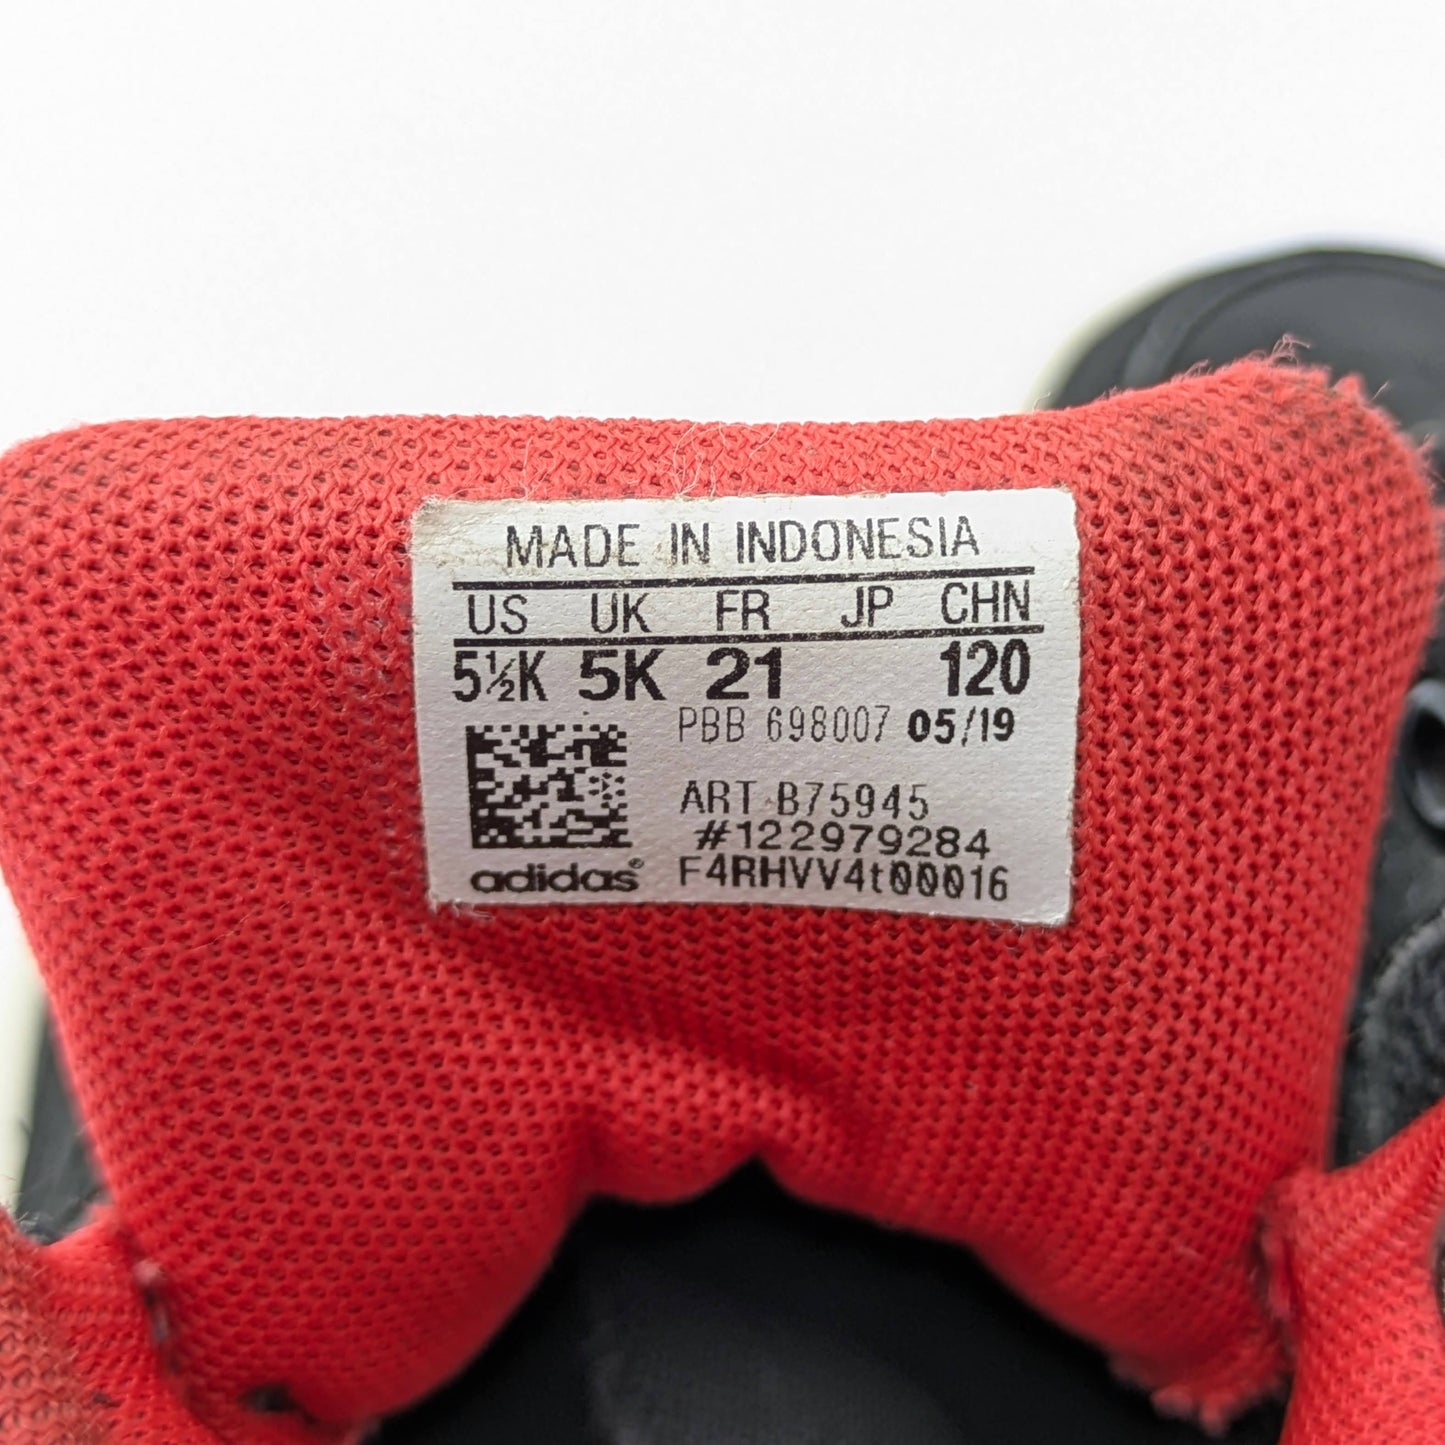 MADE IN INDONESIA
US UK FR JP CHN
5½K 5K 21 120
PBB 698007 05/19
ART B75945
#122979284
adidas® F4RHVV4t00016